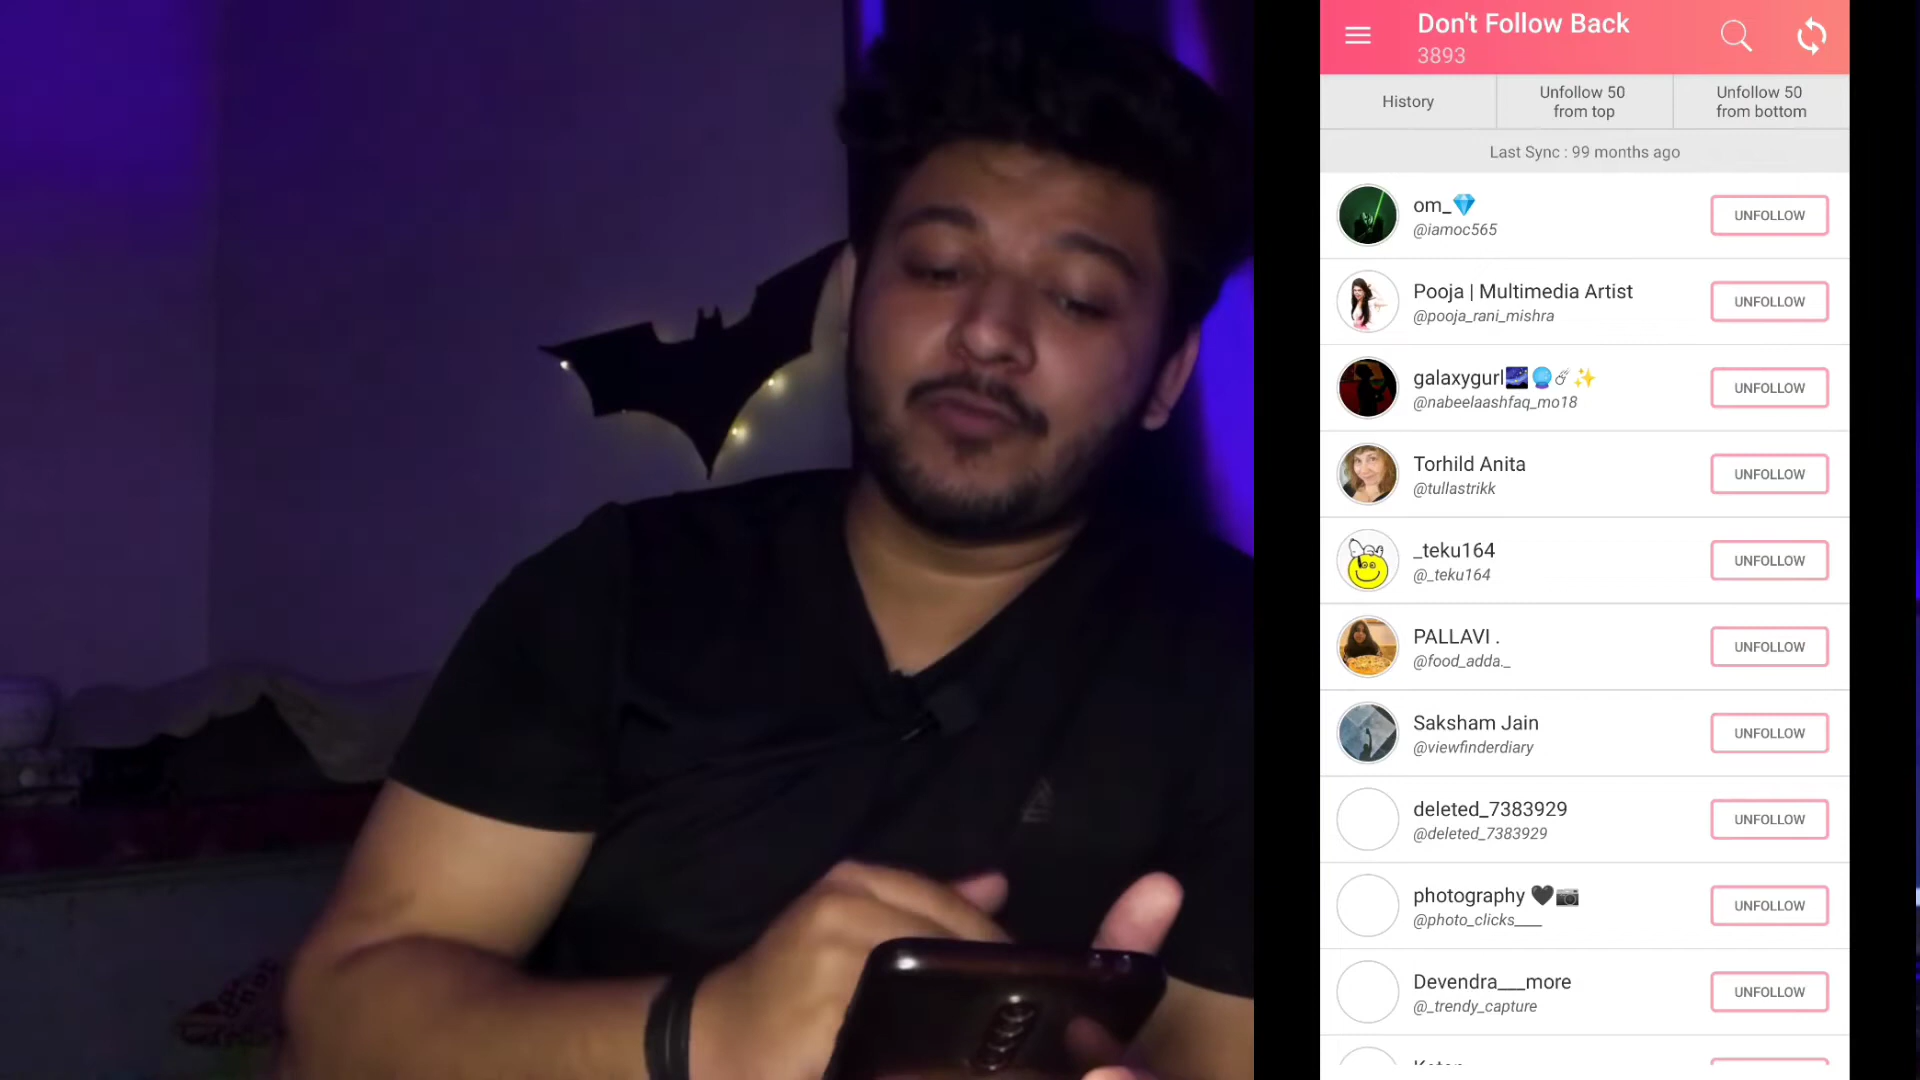 Don't Follow Back
3893
History
Unfollow 50
from top
Unfollow 50
from bottom
Last Sync : 99 months ago
om_💎
@iamoc565
UNFOLLOW
Pooja | Multimedia Artist
@pooja_rani_mishra
UNFOLLOW
galaxygurl🌌🔮☄✨
@nabeelaashfaq_mo18
UNFOLLOW
Torhild Anita
@tullastrikk
UNFOLLOW
_teku164
@_teku164
UNFOLLOW
PALLAVI .
@food_adda._
UNFOLLOW
Saksham Jain
@viewfinderdiary
UNFOLLOW
deleted_7383929
@deleted_7383929
UNFOLLOW
photography 🖤📷
@photo_clicks____
UNFOLLOW
Devendra___more
@_trendy_capture
UNFOLLOW